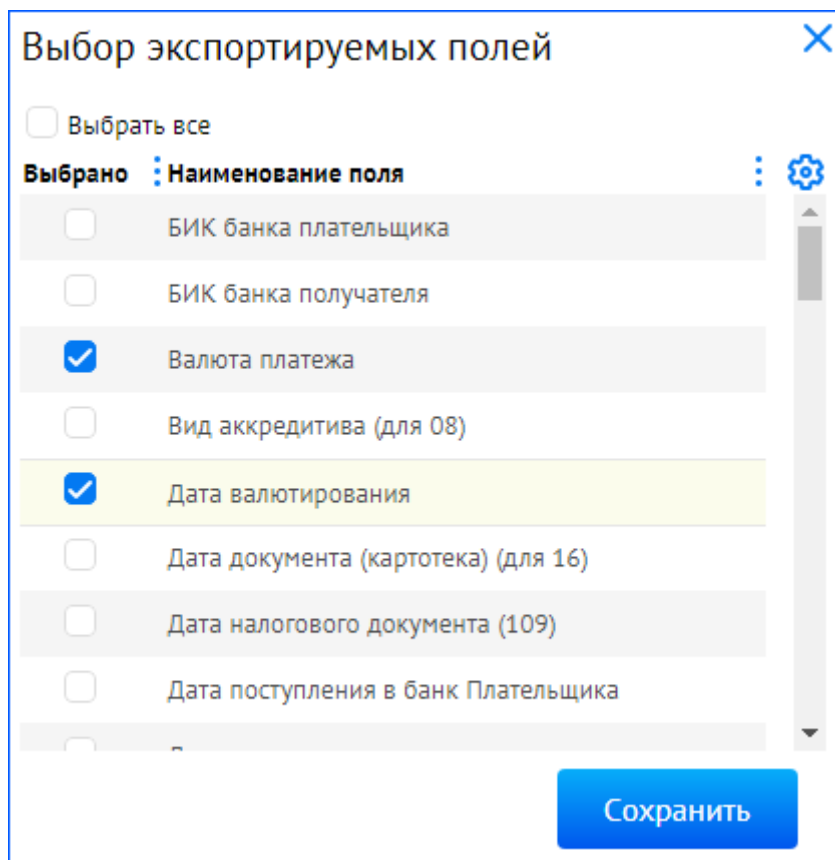 Выбор экспортируемых полей
Выбрать все
Выбрано Наименование поля
БИК банка плательщика
БИК банка получателя
Валюта платежа
Вид аккредитива (для 08)
Дата валютирования
Дата документа (картотека) (для 16)
Дата налогового документа (109)
Дата поступления в банк Плательщика
Сохранить